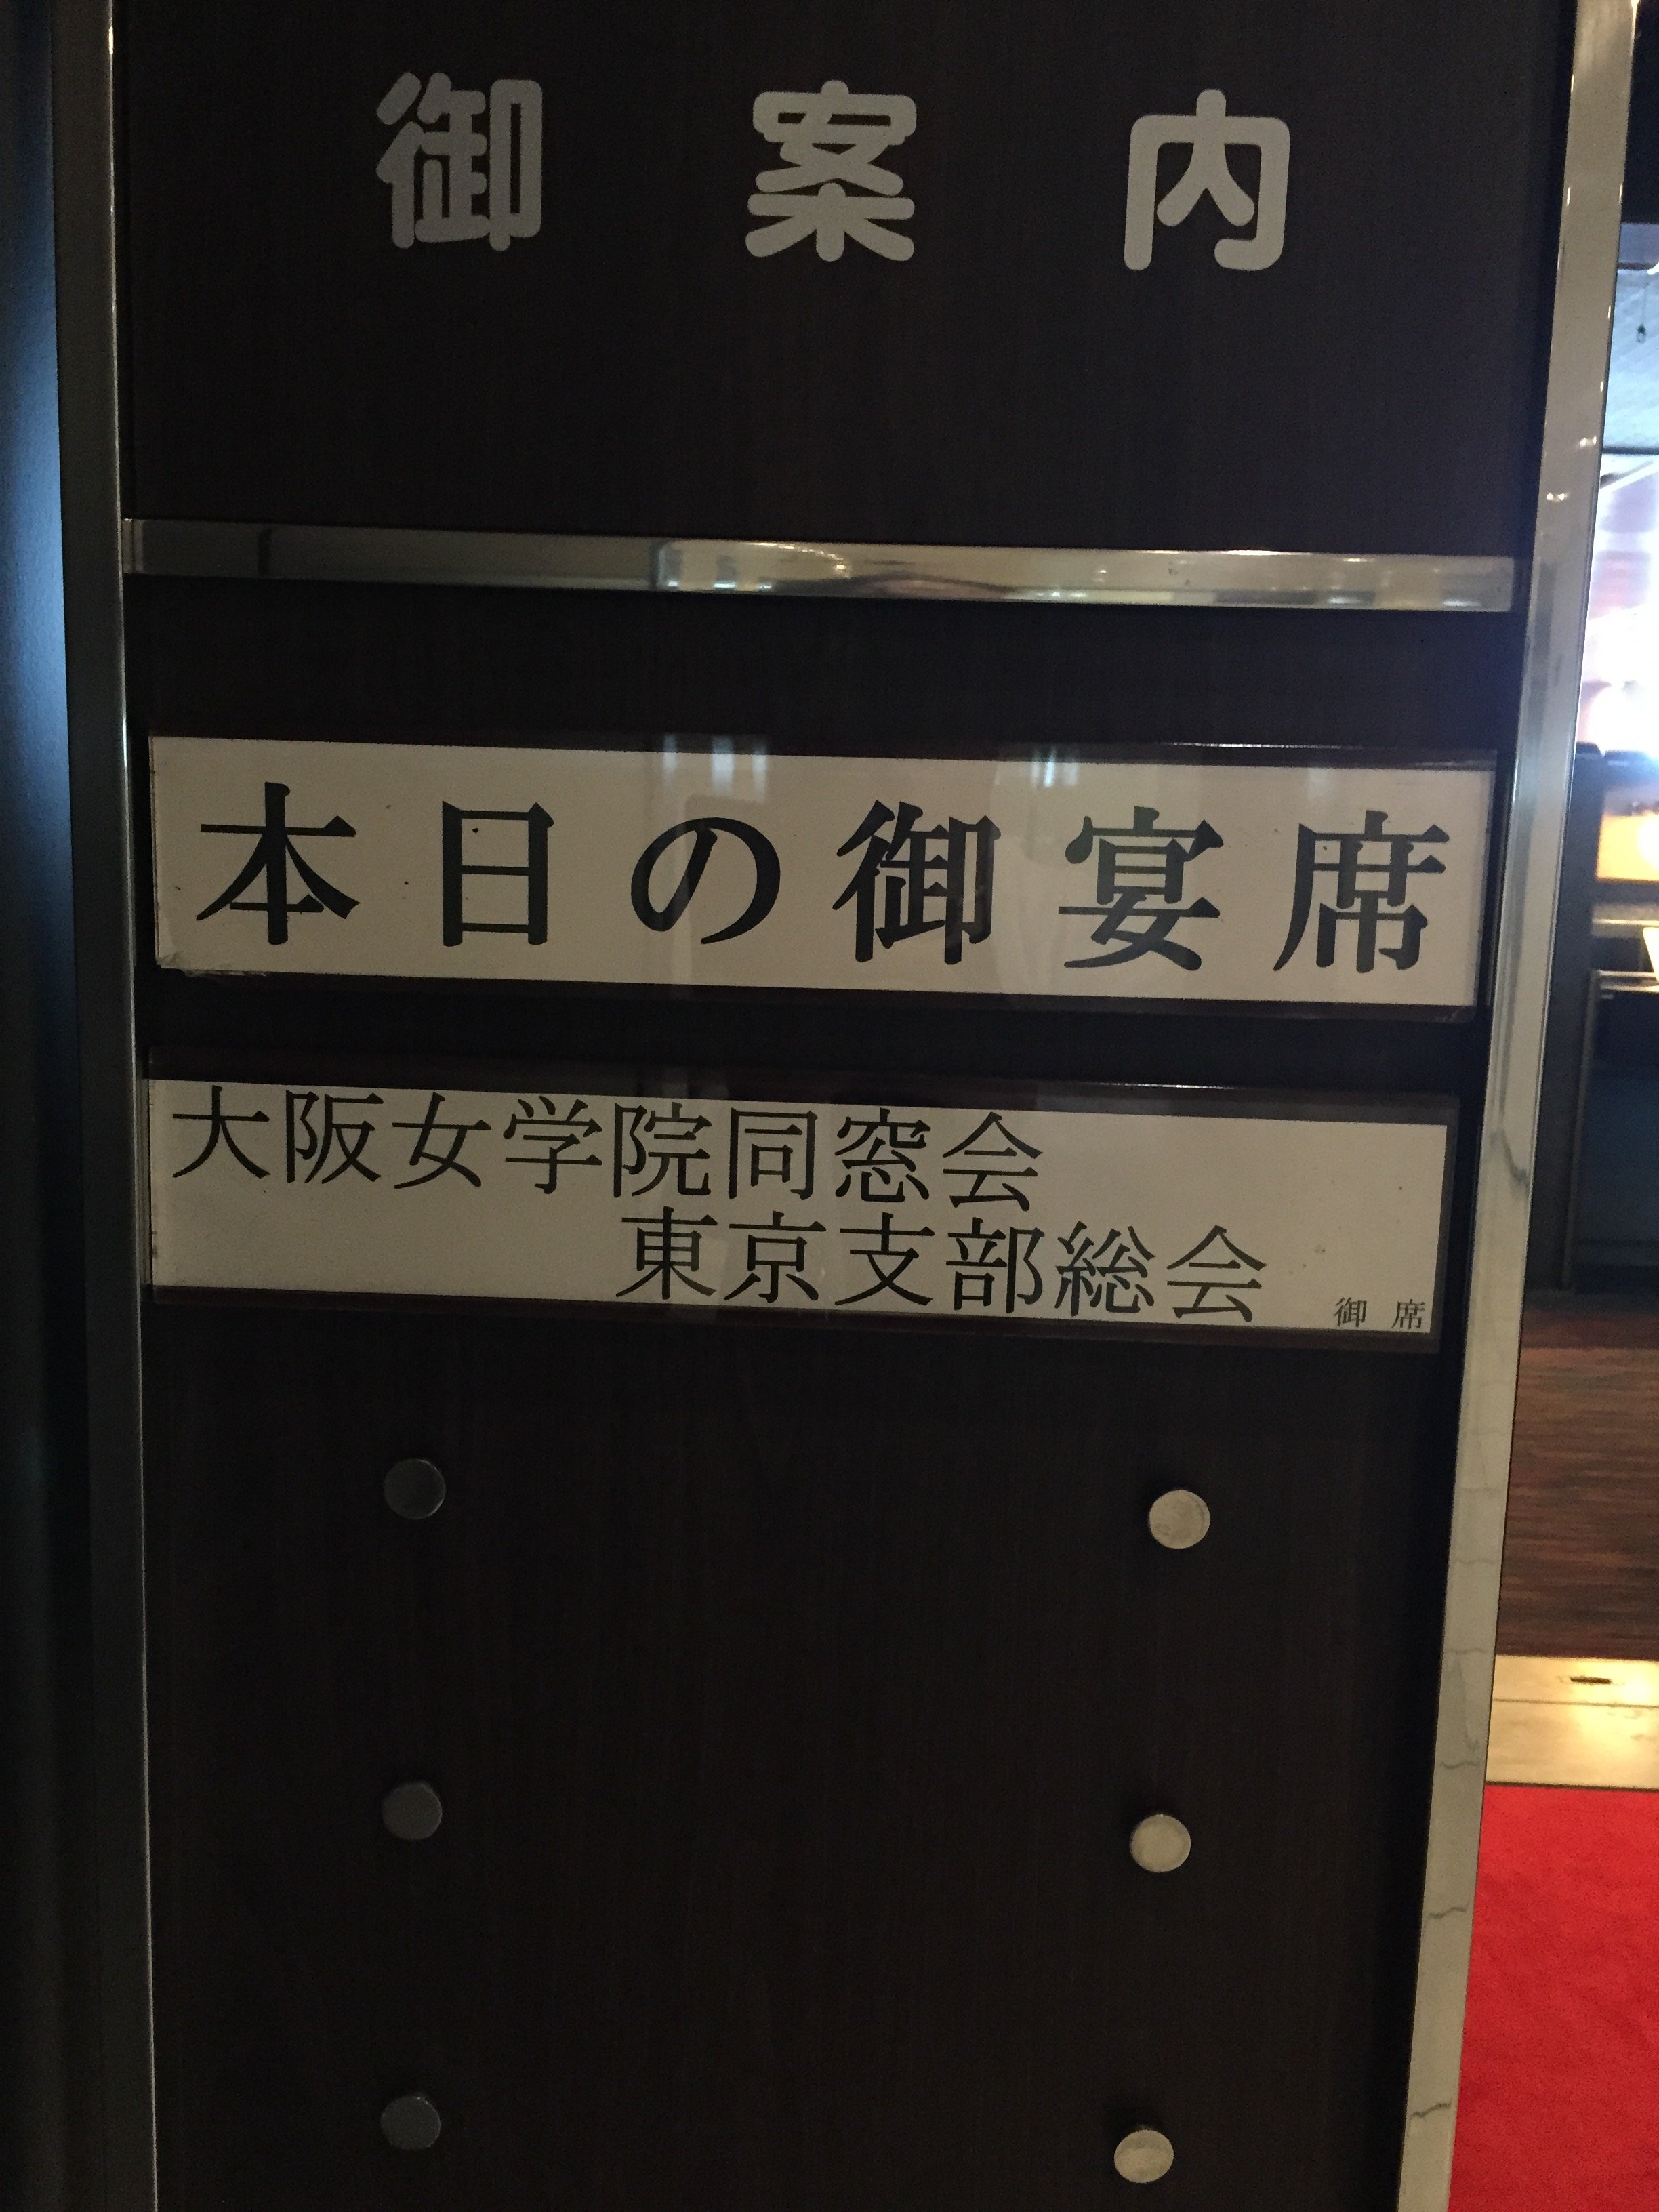 御案内
本日の御宴席
大阪女学院同窓会
東京支部総会
御席